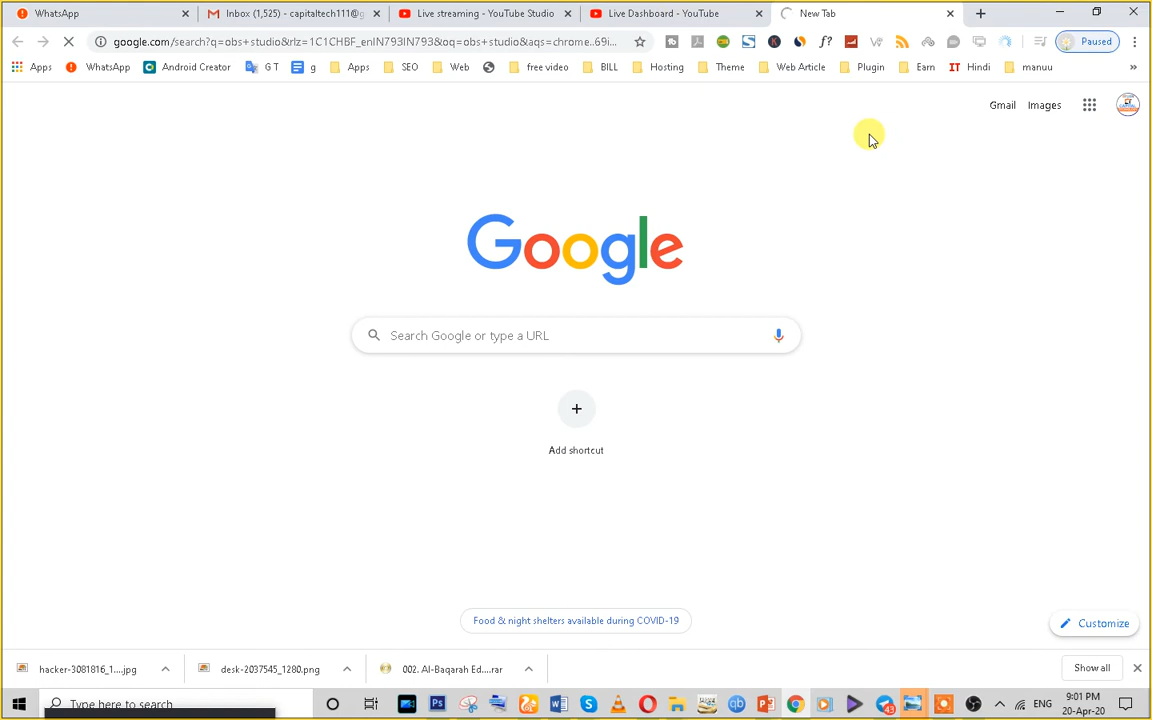 WhatsApp
Inbox (1,525) - capitaltech111@g
Live streaming - YouTube Studio
Live Dashboard - YouTube
New Tab
google.com/search?q=obs+studio&rlz=1C1CHBF_enIN793IN793&oq=obs+studio&aqs=chrome..69i...
Paused
Apps
WhatsApp
Android Creator
G T
g
Apps
SEO
Web
free video
BILL
Hosting
Theme
Web Article
Plugin
Earn
IT Hindi
manuu
»
Gmail
Images
Google
Search Google or type a URL
Add shortcut
Food & night shelters available during COVID-19
Customize
hacker-3081816_1....jpg
desk-2037545_1280.png
002. Al-Baqarah Ed....rar
Show all
Type here to search
ENG
9:01 PM
20-Apr-20